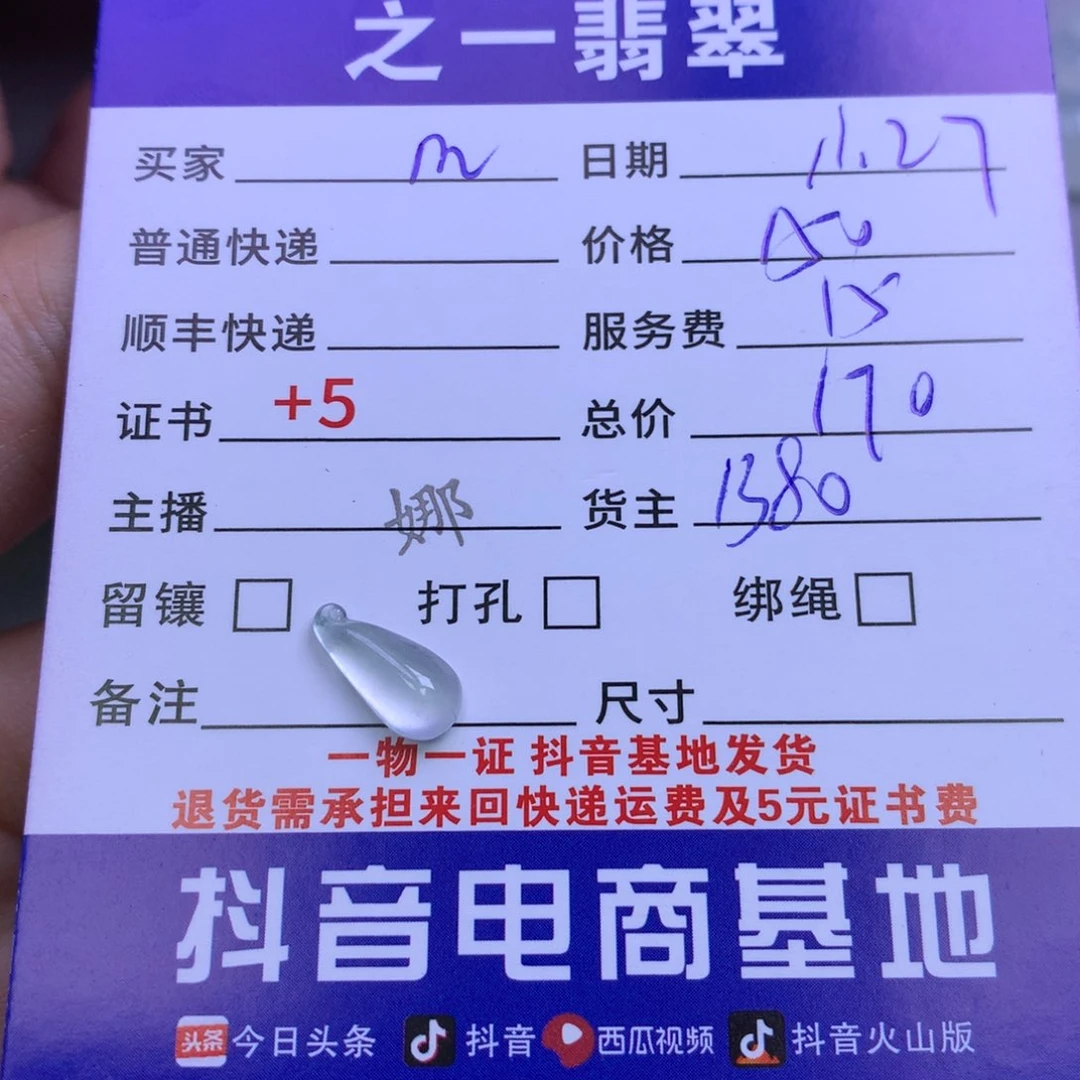 之一翡翠
买家 m 日期 11.27
普通快递 价格
顺丰快递 服务费 15
证书 +5 总价 170
主播 娜 货主 1380
留镶 打孔 绑绳
备注 尺寸
一物一证 抖音基地发货
退货需承担来回快递运费及5元证书费
抖音电商基地
头条 今日头条 抖音 西瓜视频 抖音火山版